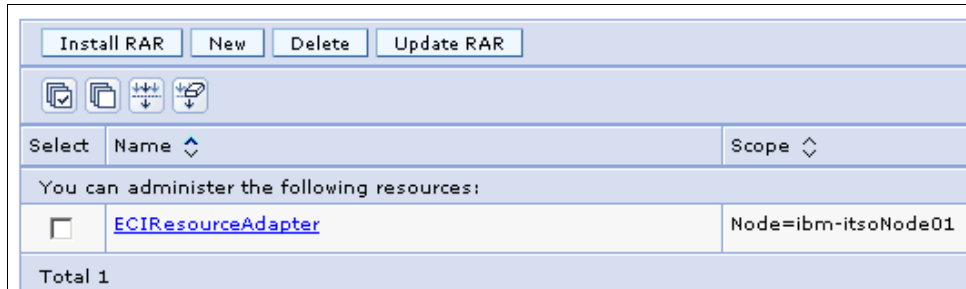 Install RAR New Delete Update RAR
Select Name Scope
You can administer the following resources:
ECIResourceAdapter Node=ibm-itsoNode01
Total 1